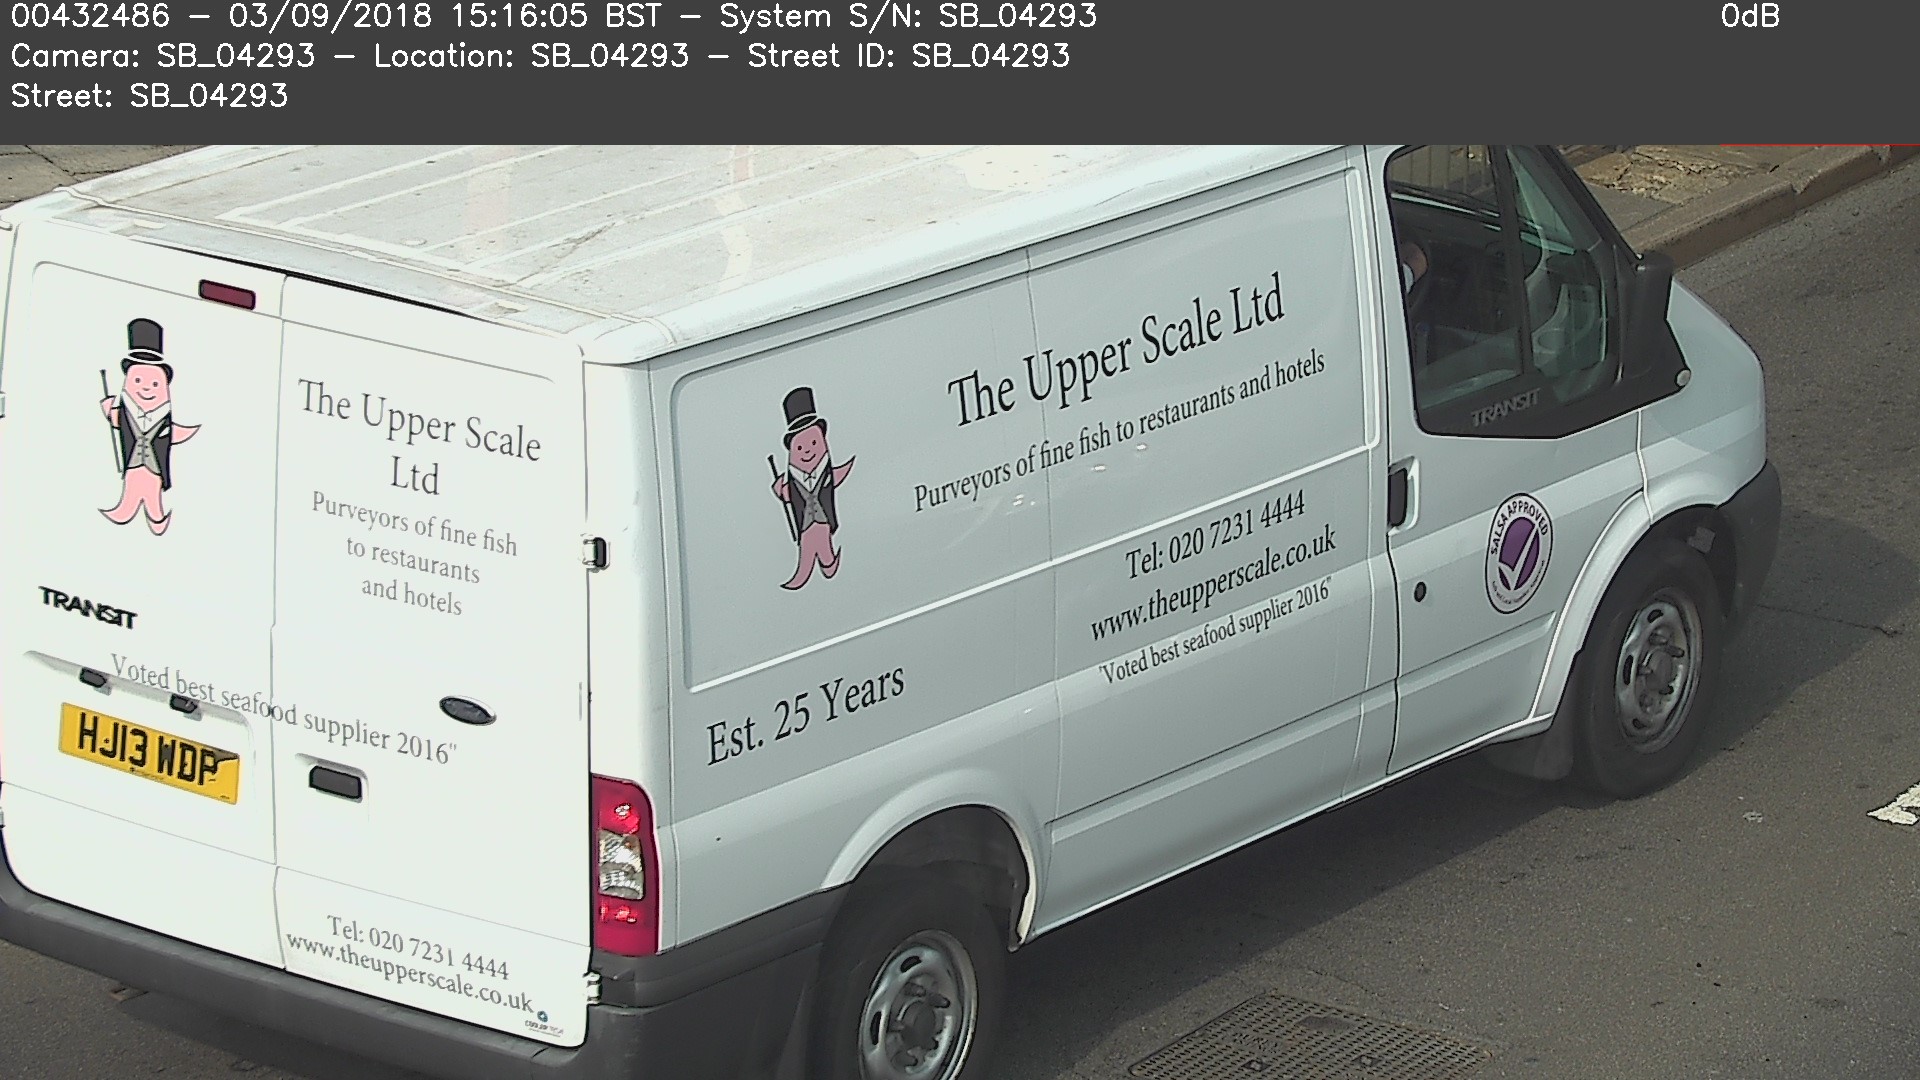 00432486 – 03/09/2018 15:16:05 BST – System S/N: SB_04293
0dB
Camera: SB_04293 – Location: SB_04293 – Street ID: SB_04293
Street: SB_04293
The Upper Scale
Ltd
Purveyors of fine fish
to restaurants
and hotels
TRANSIT
Voted best seafood supplier 2016"
HJ13 WDP
Tel: 020 7231 4444
www.theupperscale.co.uk
The Upper Scale Ltd
Purveyors of fine fish to restaurants and hotels
Tel: 020 7231 4444
www.theupperscale.co.uk
"Voted best seafood supplier 2016"
Est. 25 Years
TRANSIT
SALSA APPROVED